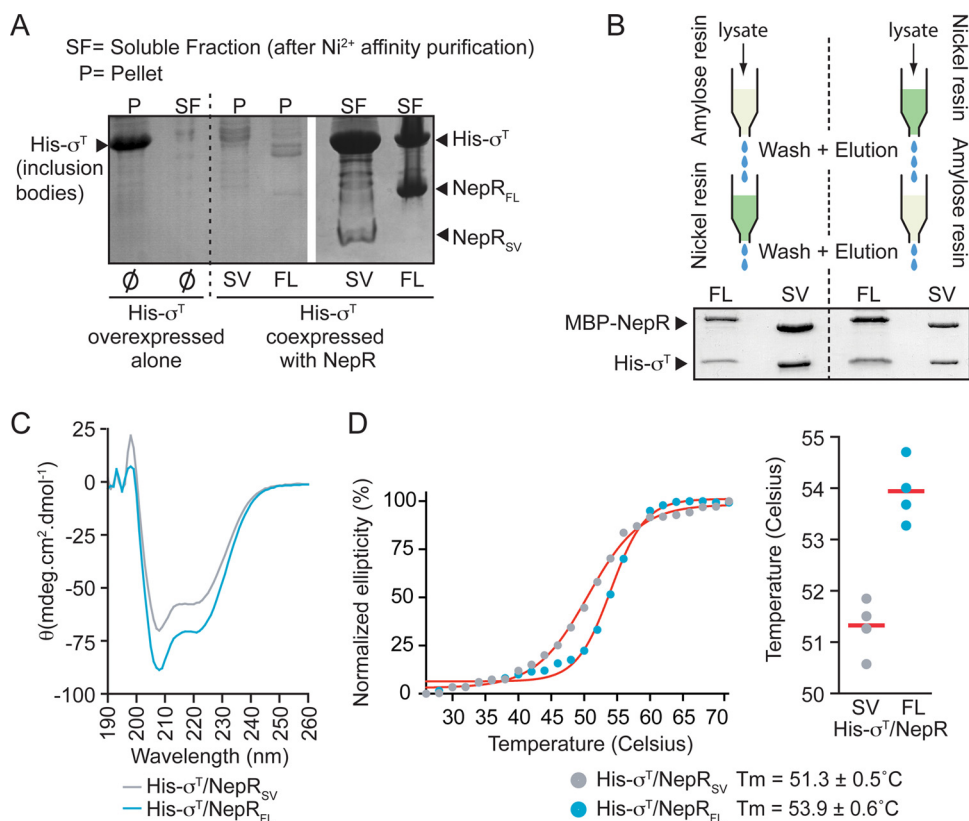 A
SF= Soluble Fraction (after Ni²⁺ affinity purification)
P= Pellet
P SF P P SF SF
His-σᵀ
(inclusion
bodies)
His-σᵀ
NepR_FL
NepR_SV
Ø Ø SV FL SV FL
His-σᵀ
overexpressed
alone
His-σᵀ
coexpressed
with NepR
B
lysate lysate
Amylose resin
Nickel resin
Wash + Elution
Nickel resin
Amylose resin
Wash + Elution
FL SV FL SV
MBP-NepR
His-σᵀ
C
25
0
-25
-50
-75
-100
θ(mdeg.cm².dmol⁻¹)
190 200 210 220 230 240 250 260
Wavelength (nm)
His-σᵀ/NepR_SV
His-σᵀ/NepR_FL
D
Normalized ellipticity (%)
100
75
50
25
0
30 35 40 45 50 55 60 65 70
Temperature (Celsius)
Temperature (Celsius)
55
54
53
52
51
50
SV FL
His-σᵀ/NepR
His-σᵀ/NepR_SV Tm = 51.3 ± 0.5˚C
His-σᵀ/NepR_FL Tm = 53.9 ± 0.6˚C